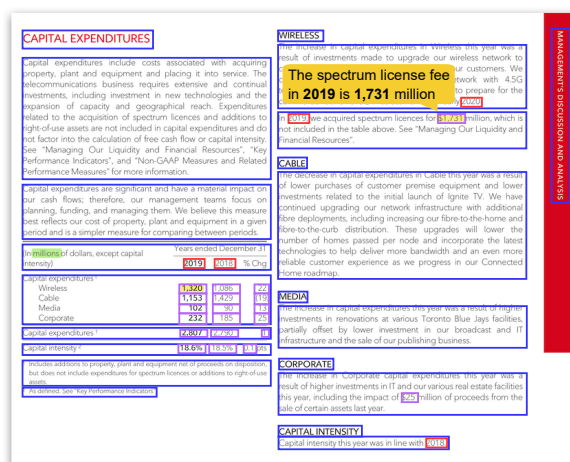 CAPITAL EXPENDITURES
Capital expenditures include costs associated with acquiring
property, plant and equipment and placing it into service. The
telecommunications business requires extensive and continual
investments, including investment in new technologies and the
expansion of capacity and geographical reach. Expenditures
related to the acquisition of spectrum licences and additions to
right-of-use assets are not included in capital expenditures and do
not factor into the calculation of free cash flow or capital intensity.
See "Managing Our Liquidity and Financial Resources", "Key
Performance Indicators", and "Non-GAAP Measures and Related
Performance Measures" for more information.
Capital expenditures are significant and have a material impact on
our cash flows; therefore, our management teams focus on
planning, funding, and managing them. We believe this measure
best reflects our cost of property, plant and equipment in a given
period and is a simpler measure for comparing between periods.
Years ended December 31
(In millions of dollars, except capital
intensity) 2019 2018 % Chg
Capital expenditures 1
Wireless 1,320 1,086 22
Cable 1,153 1,429 (19
Media 102 90 13
Corporate 232 185 25
Capital expenditures 1 2,807 2,790 1
Capital intensity 2 18.6% 18.5% 0.1 pts
Includes additions to property, plant and equipment net of proceeds on disposition,
but does not include expenditures for spectrum licences or additions to right-of-use
assets.
As defined. See "Key Performance Indicators".
WIRELESS
The increase in capital expenditures in Wireless this year was a
result of investments made to upgrade our wireless network to
our customers. We
network with 4.5G
to prepare for the
2020.
The spectrum license fee
in 2019 is 1,731 million
In 2019, we acquired spectrum licences for $1,731 million, which is
not included in the table above. See "Managing Our Liquidity and
Financial Resources".
CABLE
The decrease in capital expenditures in Cable this year was a result
of lower purchases of customer premise equipment and lower
investments related to the initial launch of Ignite TV. We have
continued upgrading our network infrastructure with additional
fibre deployments, including increasing our fibre-to-the-home and
fibre-to-the-curb distribution. These upgrades will lower the
number of homes passed per node and incorporate the latest
technologies to help deliver more bandwidth and an even more
reliable customer experience as we progress in our Connected
Home roadmap.
MEDIA
The increase in capital expenditures this year was a result of higher
investments in renovations at various Toronto Blue Jays facilities,
partially offset by lower investment in our broadcast and IT
infrastructure and the sale of our publishing business.
CORPORATE
The increase in Corporate capital expenditures this year was a
result of higher investments in IT and our various real estate facilities
this year, including the impact of $25 million of proceeds from the
sale of certain assets last year.
CAPITAL INTENSITY
Capital intensity this year was in line with 2018.
MANAGEMENT'S DISCUSSION AND ANALYSIS